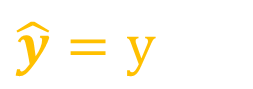 ŷ = y